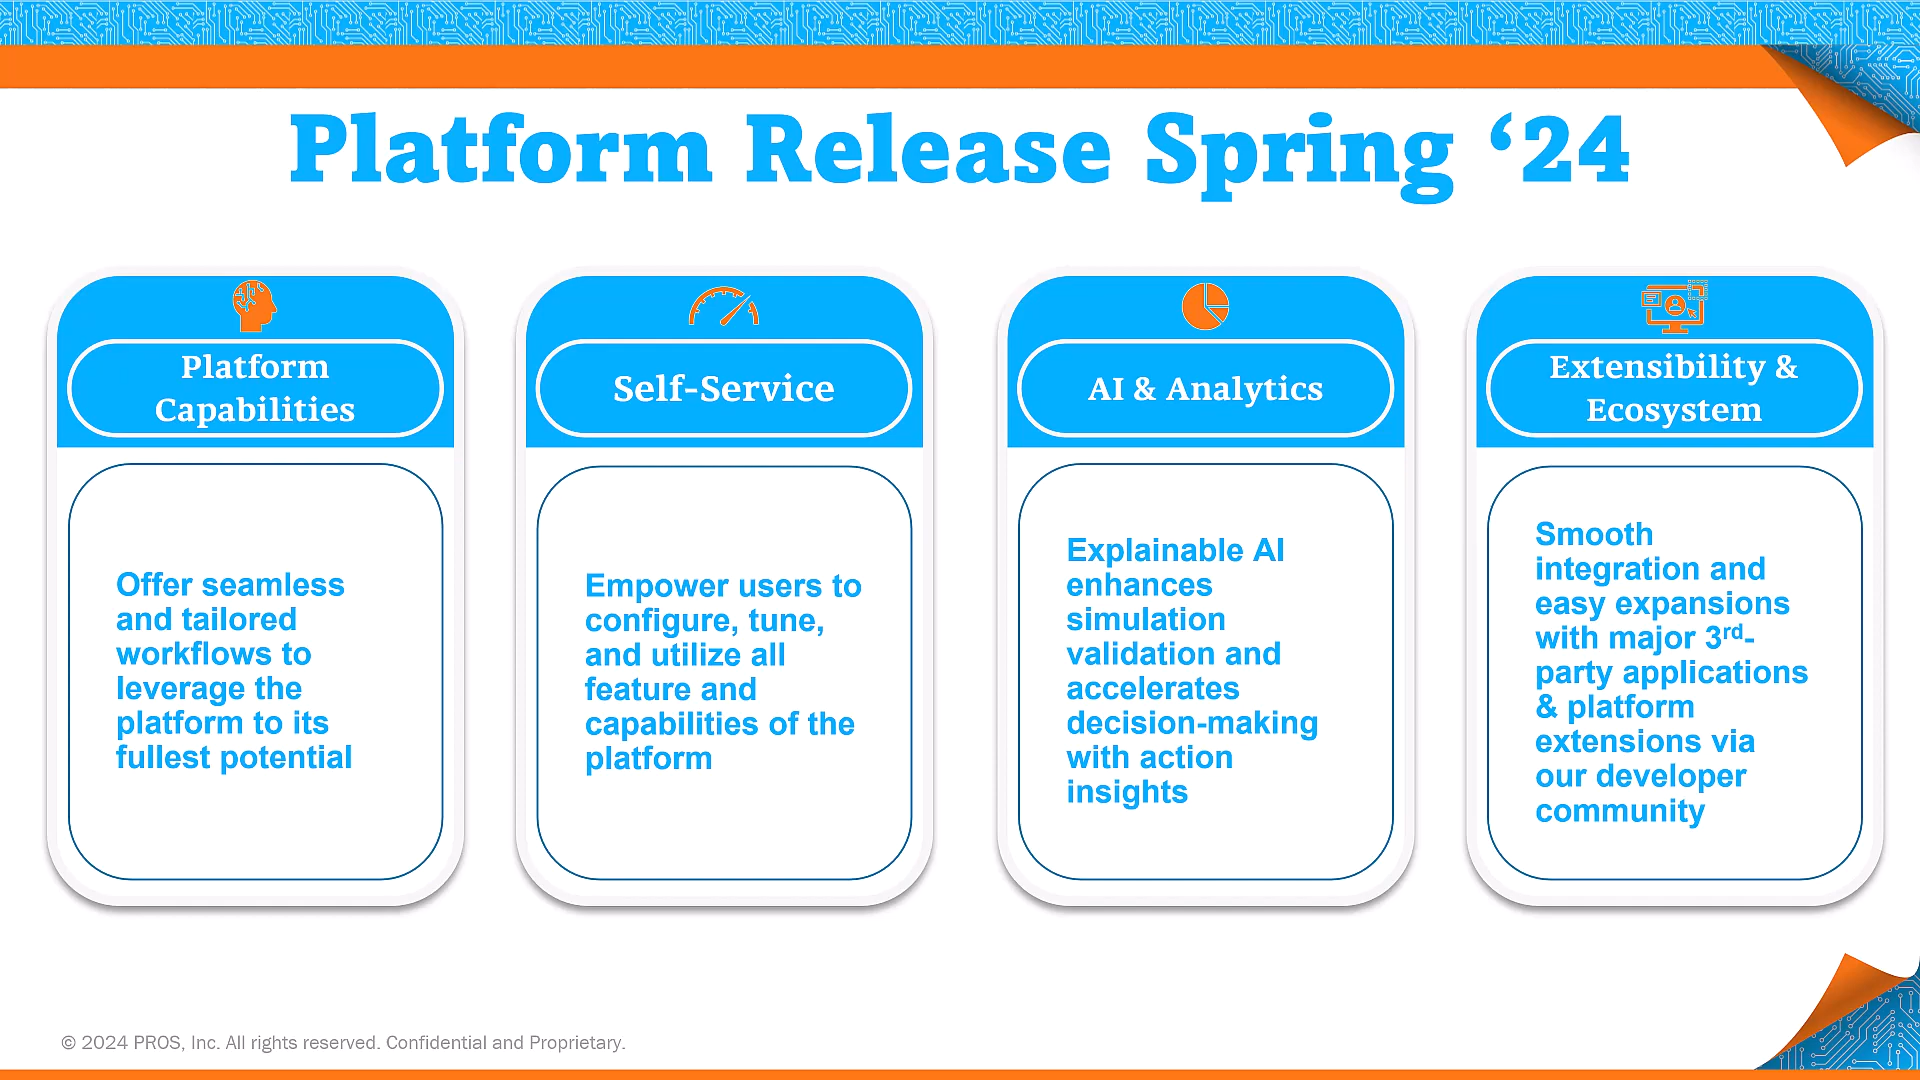 Platform Release Spring ‘24
Platform
Capabilities
Offer seamless
and tailored
workflows to
leverage the
platform to its
fullest potential
Self-Service
Empower users to
configure, tune,
and utilize all
feature and
capabilities of the
platform
AI & Analytics
Explainable AI
enhances
simulation
validation and
accelerates
decision-making
with action
insights
Extensibility &
Ecosystem
Smooth
integration and
easy expansions
with major 3rd-
party applications
& platform
extensions via
our developer
community
© 2024 PROS, Inc. All rights reserved. Confidential and Proprietary.